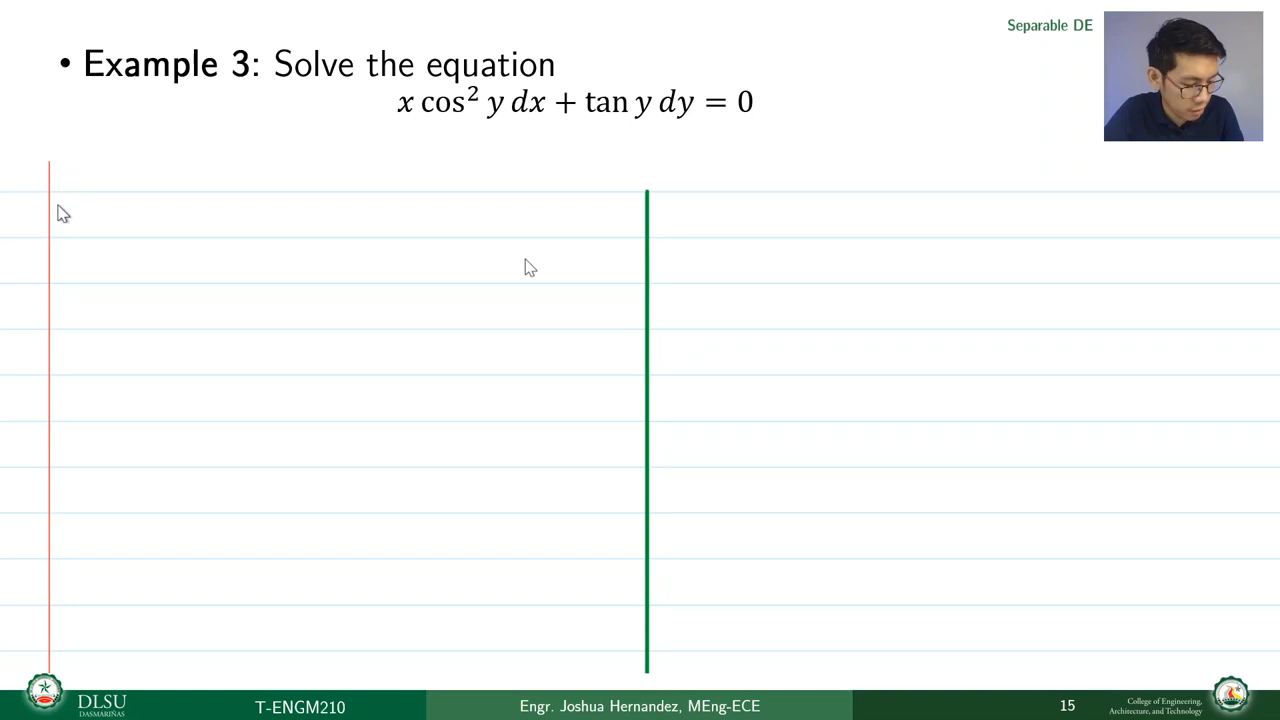 Separable DE
• Example 3: Solve the equation
x cos² y dx + tan y dy = 0
DLSU
DASMARIÑAS
T-ENGM210
Engr. Joshua Hernandez, MEng-ECE
15
College of Engineering,
Architecture, and Technology